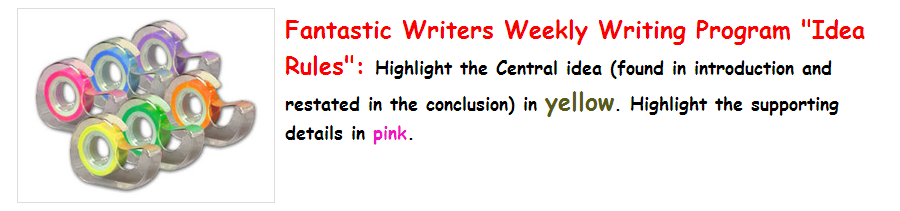 Fantastic Writers Weekly Writing Program "Idea
Rules": Highlight the Central idea (found in introduction and
restated in the conclusion) in yellow. Highlight the supporting
details in pink.